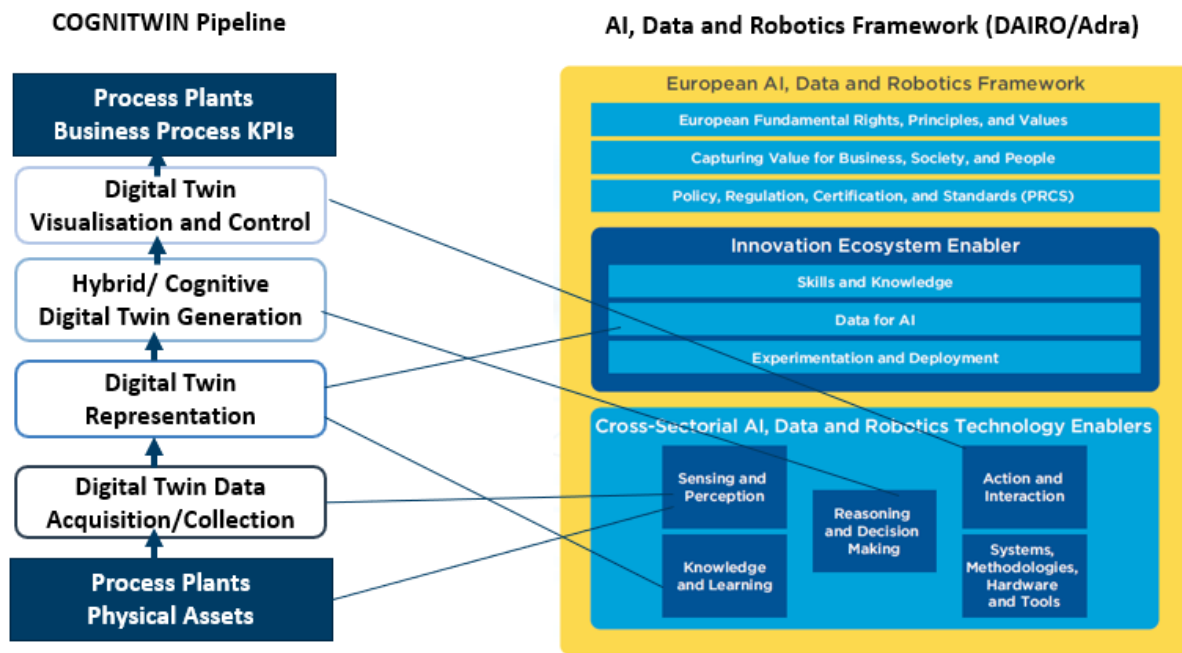 COGNITWIN Pipeline
Process Plants
Business Process KPIs
Digital Twin
Visualisation and Control
Hybrid/ Cognitive
Digital Twin Generation
Digital Twin
Representation
Digital Twin Data
Acquisition/Collection
Process Plants
Physical Assets
AI, Data and Robotics Framework (DAIRO/Adra)
European AI, Data and Robotics Framework
European Fundamental Rights, Principles, and Values
Capturing Value for Business, Society, and People
Policy, Regulation, Certification, and Standards (PRCS)
Innovation Ecosystem Enabler
Skills and Knowledge
Data for AI
Experimentation and Deployment
Cross-Sectorial AI, Data and Robotics Technology Enablers
Sensing and
Perception
Knowledge
and Learning
Reasoning
and Decision
Making
Action and
Interaction
Systems,
Methodologies,
Hardware
and Tools